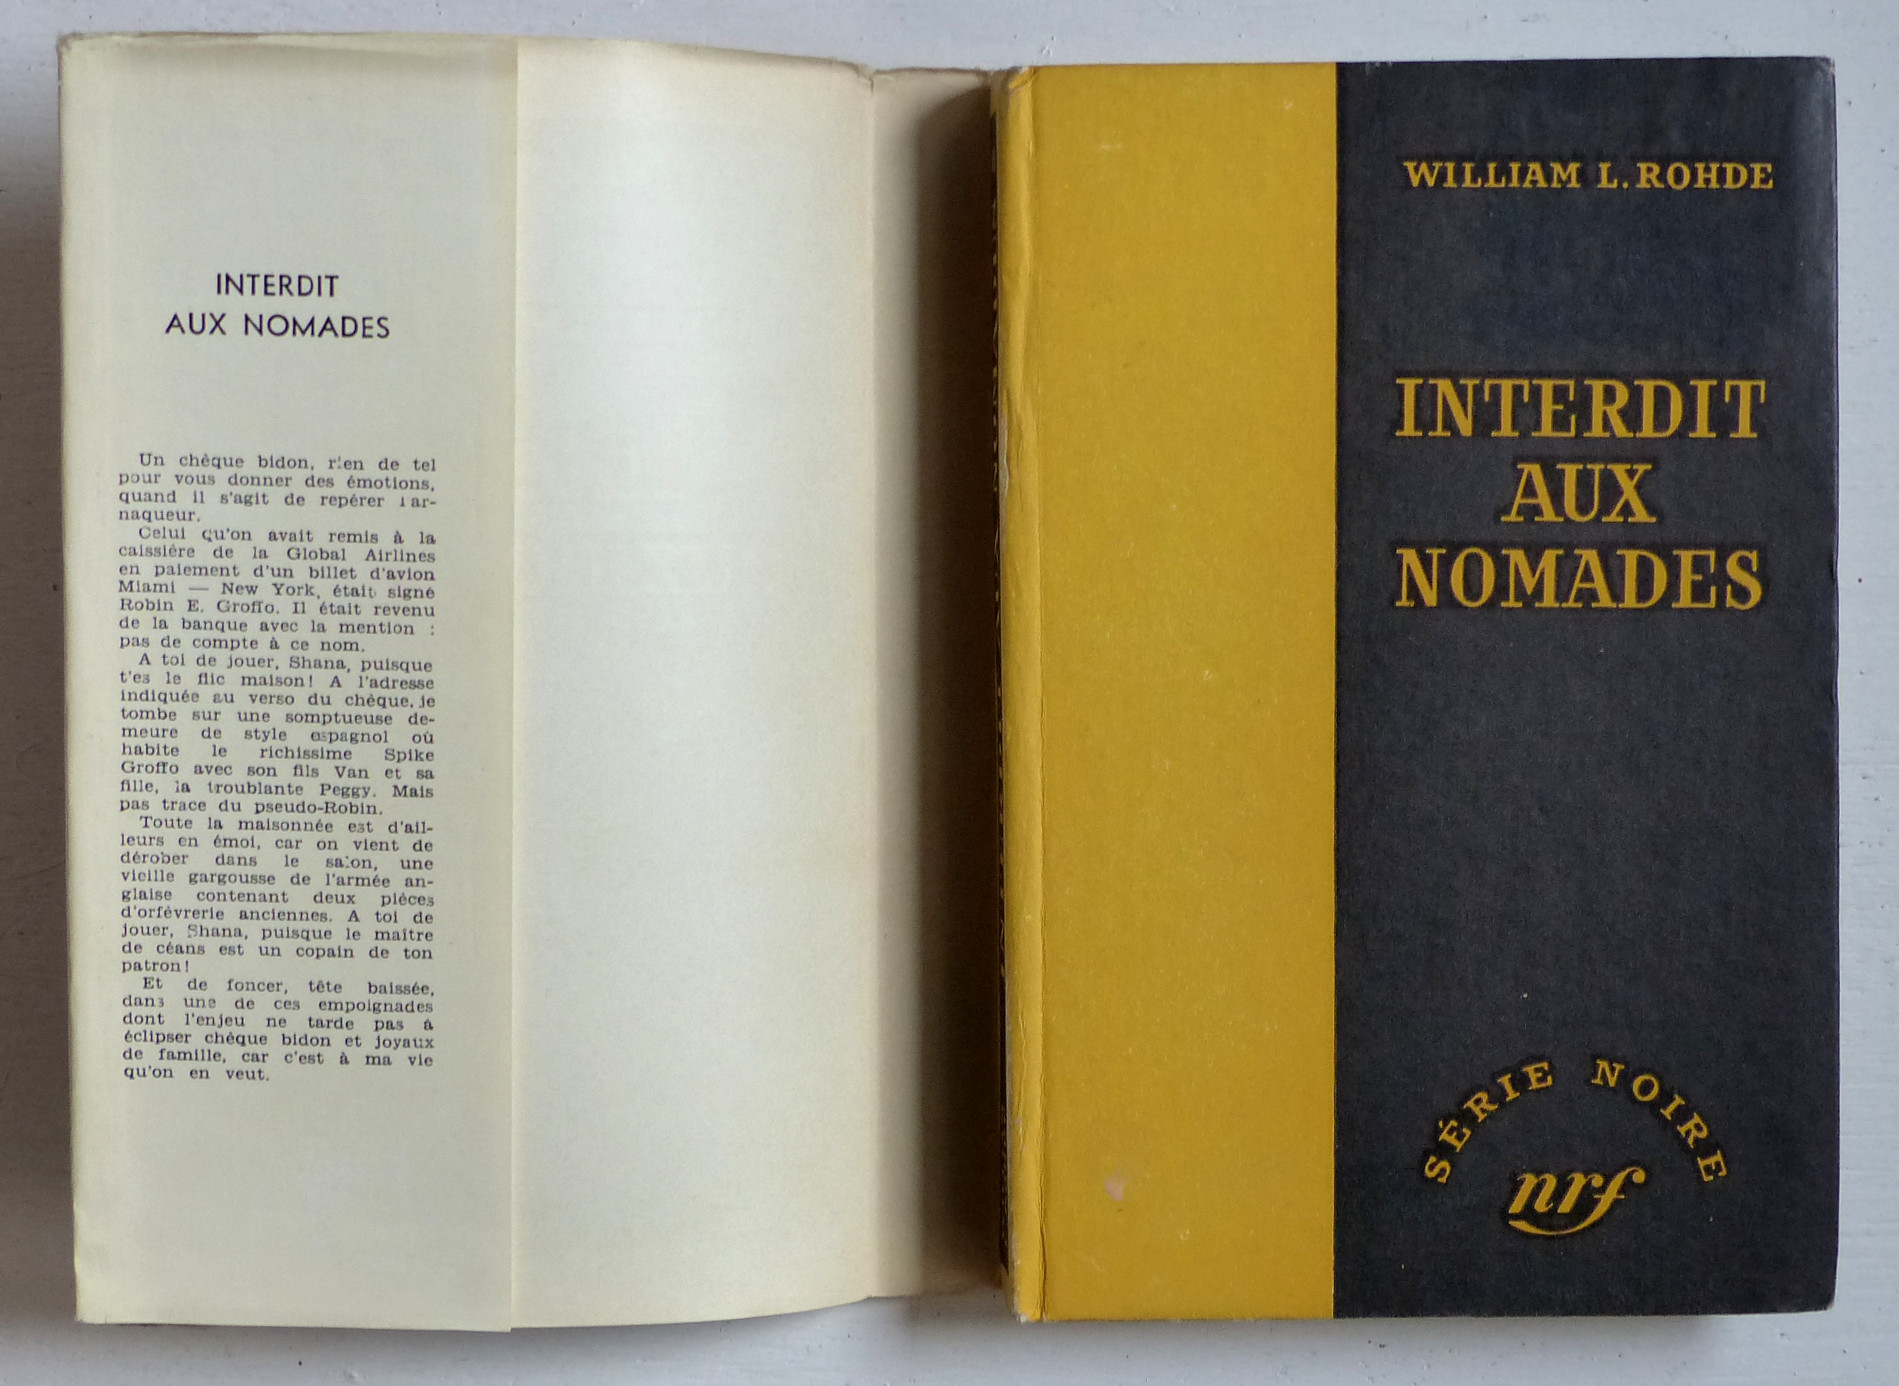 INTERDIT
AUX NOMADES
Un chèque bidon, rien de tel
pour vous donner des émotions,
quand il s'agit de repérer l'ar-
naqueur.
Celui qu'on avait remis à la
caissière de la Global Airlines
en paiement d'un billet d'avion
Miami — New York, était signé
Robin E. Groffo. Il était revenu
de la banque avec la mention :
pas de compte à ce nom.
A toi de jouer, Shana, puisque
t'es le flic maison! A l'adresse
indiquée au verso du chèque, je
tombe sur une somptueuse de-
meure de style espagnol où
habite le richissime Spike
Groffo avec son fils Van et sa
fille, la troublante Peggy. Mais
pas trace du pseudo-Robin.
Toute la maisonnée est d'ail-
leurs en émoi, car on vient de
dérober dans le salon, une
vieille gargousse de l'armée an-
glaise contenant deux pièces
d'orfèvrerie anciennes. A toi de
jouer, Shana, puisque le maître
de céans est un copain de ton
patron!
Et de foncer, tête baissée,
dans une de ces empoignades
dont l'enjeu ne tarde pas à
éclipser chèque bidon et joyaux
de famille, car c'est à ma vie
qu'on en veut.
WILLIAM L. ROHDE
INTERDIT
AUX
NOMADES
SÉRIE NOIRE
nrf